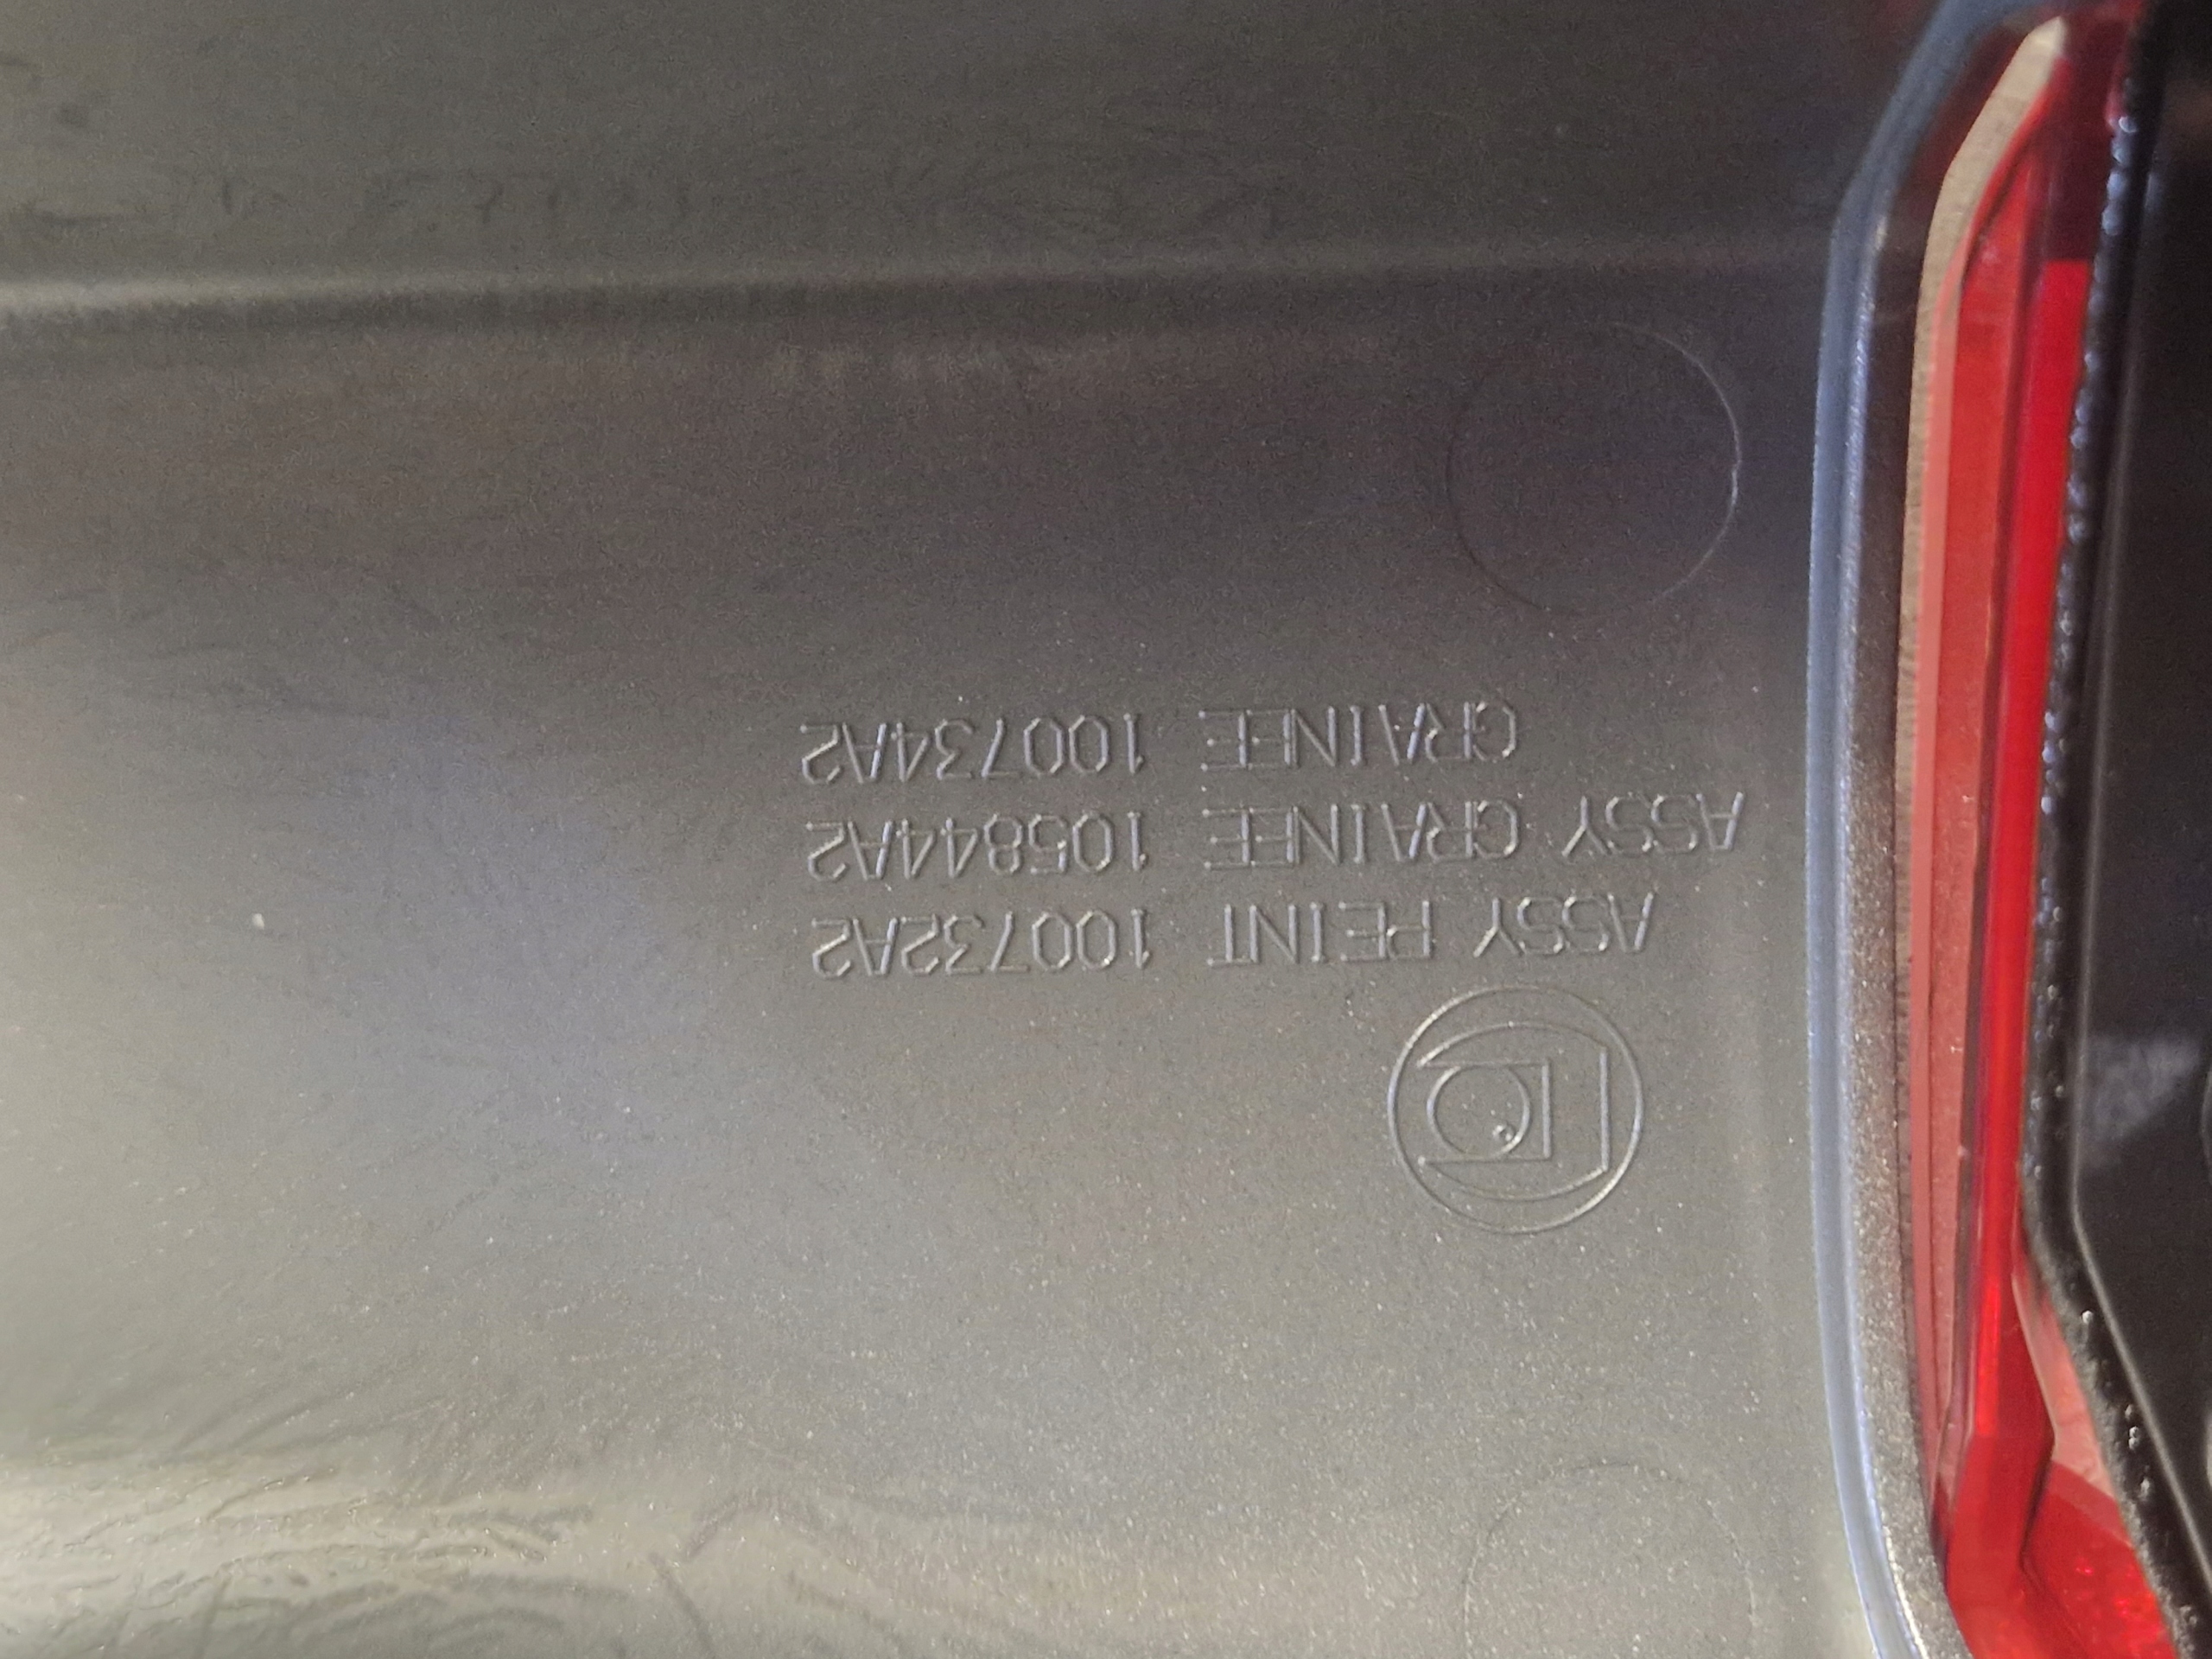 ASSY PEINT 100732A2
ASSY GRAINEE 105844A2
GRAINEE 100734A2